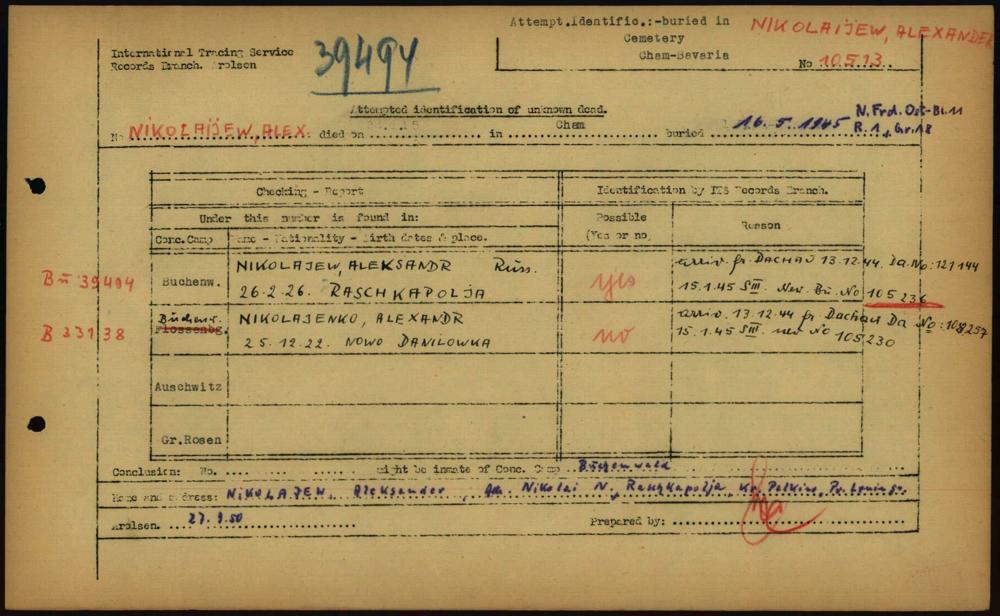 Attempt.Identific.:-buried in
Cemetery
Cham-Bavaria
NIKOLAIJEW, ALEXANDER
No 10513
International Tracing Service
Records Branch. Arolsen
39494
Attempted identification of unknown dead.
N. Frd. Ost-Bl.11
R.1, Gr.18
No NIKOLAIJEW, ALEX. died on in Cham buried 16.5.1945
Checking - Report
Identification by ITS Records Branch.
Under this number is found in:
Possible
(Yes or no)
Reason
Conc.Camp
Name - Nationality - Birth dates & place.
Bu 39494
Buchenw.
NIKOLAJEW, ALEKSANDR Russ.
26.2.26. RASCHKAPOLJA
yes
arriv. fr. DACHAU 13.12.44. Da.No:121144
15.1.45 SIII. New. Bu. No 105236
B 33138
Buchenw.
Flossenbg.
NIKOLAJENKO, ALEXANDR
25.12.22. NOWO DANILOWKA
no
arriv. 13.12.44 fr Dachau Da No:108257
15.1.45 SIII new No
105230
Auschwitz
Gr.Rosen
Conclusion: No. might be inmate of Conc. Camp Buchenwald
Name and address: NIKOLAJEW, Aleksander, Nikolai N., Raschkapolja, Kr.
Arolsen. 27.9.50
Prepared by: